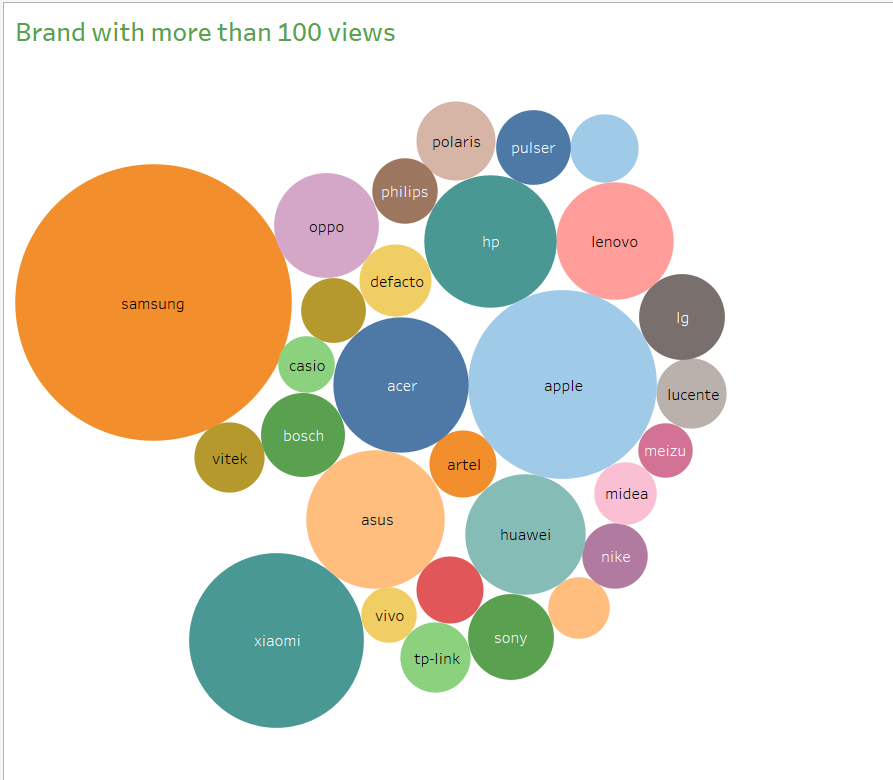 Brand with more than 100 views
polaris
pulser
philips
oppo
hp
lenovo
defacto
samsung
lg
casio
acer
apple
lucente
bosch
meizu
vitek
artel
midea
asus
huawei
nike
vivo
xiaomi
sony
tp-link